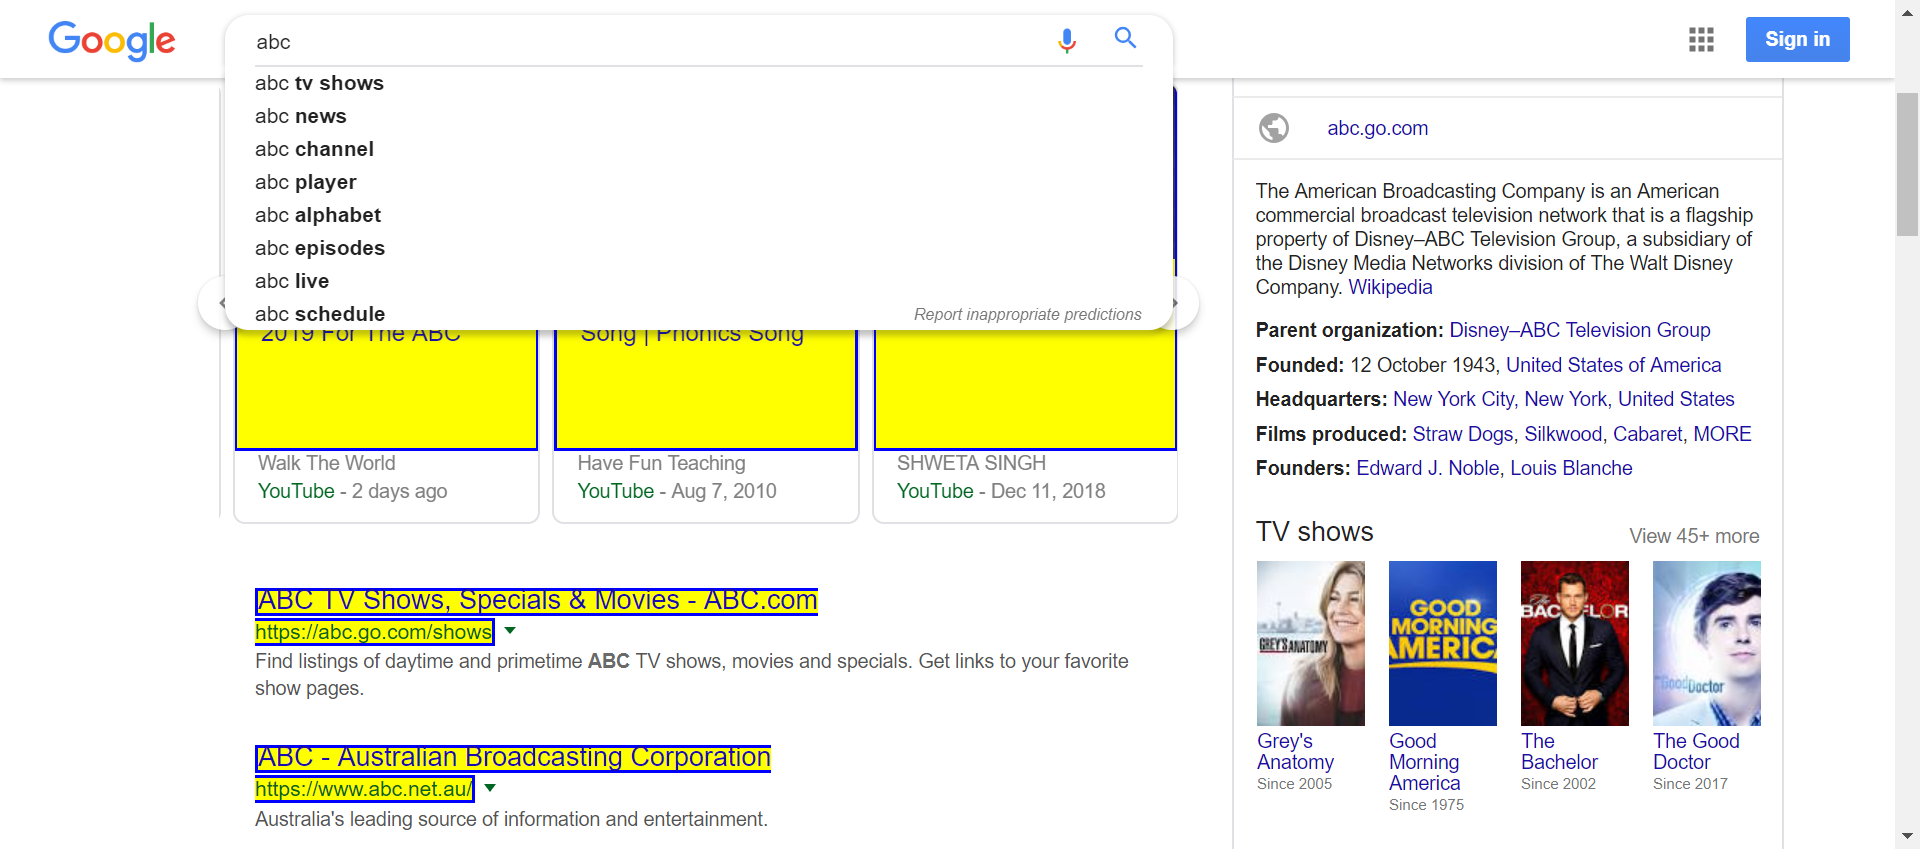 Google
abc
Sign in
abc tv shows
abc news
abc channel
abc player
abc alphabet
abc episodes
abc live
abc schedule
Report inappropriate predictions
2019 For The ABC
Song | Phonics Song
Walk The World
YouTube - 2 days ago
Have Fun Teaching
YouTube - Aug 7, 2010
SHWETA SINGH
YouTube - Dec 11, 2018
ABC TV Shows, Specials & Movies - ABC.com
https://abc.go.com/shows
Find listings of daytime and primetime ABC TV shows, movies and specials. Get links to your favorite
show pages.
ABC - Australian Broadcasting Corporation
https://www.abc.net.au/
Australia's leading source of information and entertainment.
abc.go.com
The American Broadcasting Company is an American
commercial broadcast television network that is a flagship
property of Disney–ABC Television Group, a subsidiary of
the Disney Media Networks division of The Walt Disney
Company. Wikipedia
Parent organization: Disney–ABC Television Group
Founded: 12 October 1943, United States of America
Headquarters: New York City, New York, United States
Films produced: Straw Dogs, Silkwood, Cabaret, MORE
Founders: Edward J. Noble, Louis Blanche
TV shows
View 45+ more
GREY'S ANATOMY
GOOD
MORNING
AMERICA
The
BACHELOR
the GoodDoctor
Grey's
Anatomy
Since 2005
Good
Morning
America
Since 1975
The
Bachelor
Since 2002
The Good
Doctor
Since 2017